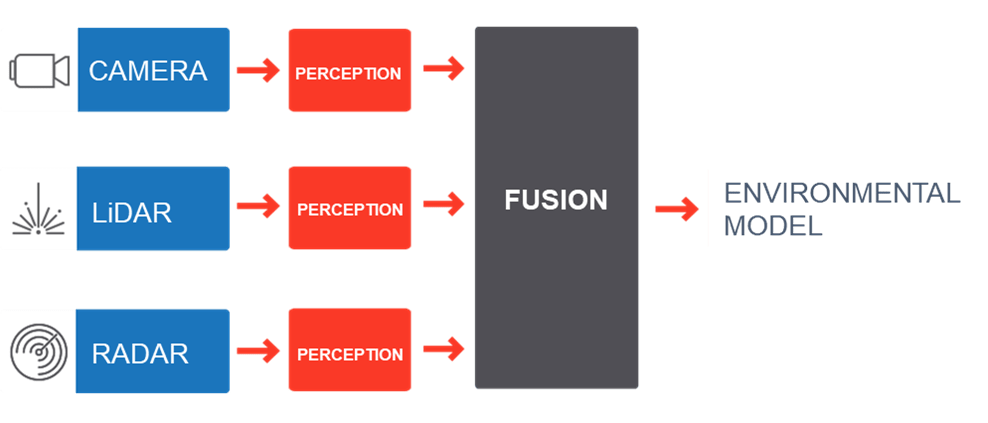 CAMERA
PERCEPTION
LiDAR
PERCEPTION
FUSION
ENVIRONMENTAL
MODEL
RADAR
PERCEPTION